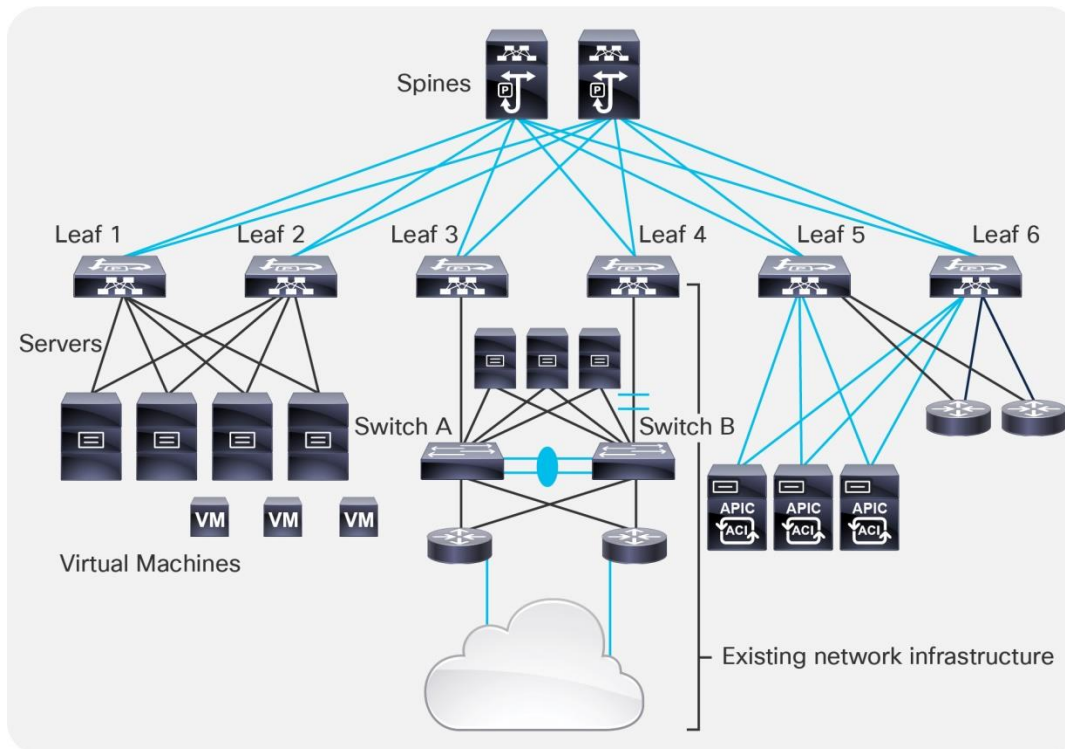 Spines
P P
Leaf 1 Leaf 2 Leaf 3 Leaf 4 Leaf 5 Leaf 6
Servers
Switch A Switch B
VM VM VM
APIC APIC APIC
ACI ACI ACI
Virtual Machines
Existing network infrastructure